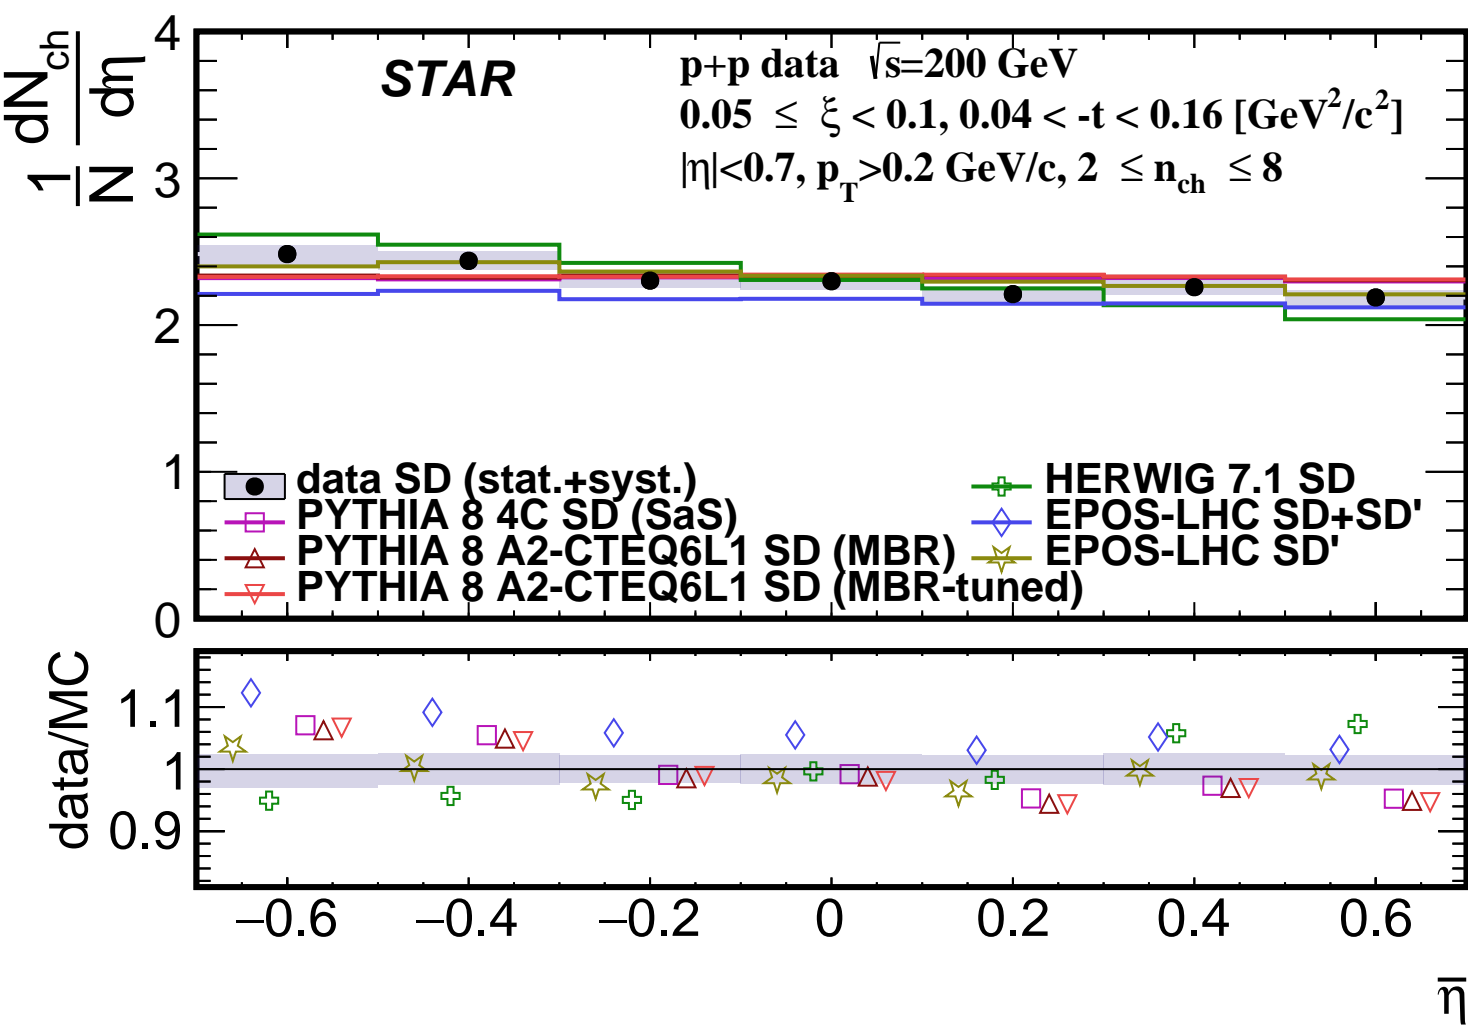 1/N dN_ch/dη
4
3
2
1
0
STAR
p+p data √s=200 GeV
0.05 ≤ ξ < 0.1, 0.04 < -t < 0.16 [GeV²/c²]
|η|<0.7, p_T>0.2 GeV/c, 2 ≤ n_ch ≤ 8
data SD (stat.+syst.)
PYTHIA 8 4C SD (SaS)
PYTHIA 8 A2-CTEQ6L1 SD (MBR)
PYTHIA 8 A2-CTEQ6L1 SD (MBR-tuned)
HERWIG 7.1 SD
EPOS-LHC SD+SD'
EPOS-LHC SD'
data/MC
1.1
1
0.9
−0.6 −0.4 −0.2 0 0.2 0.4 0.6
η̅